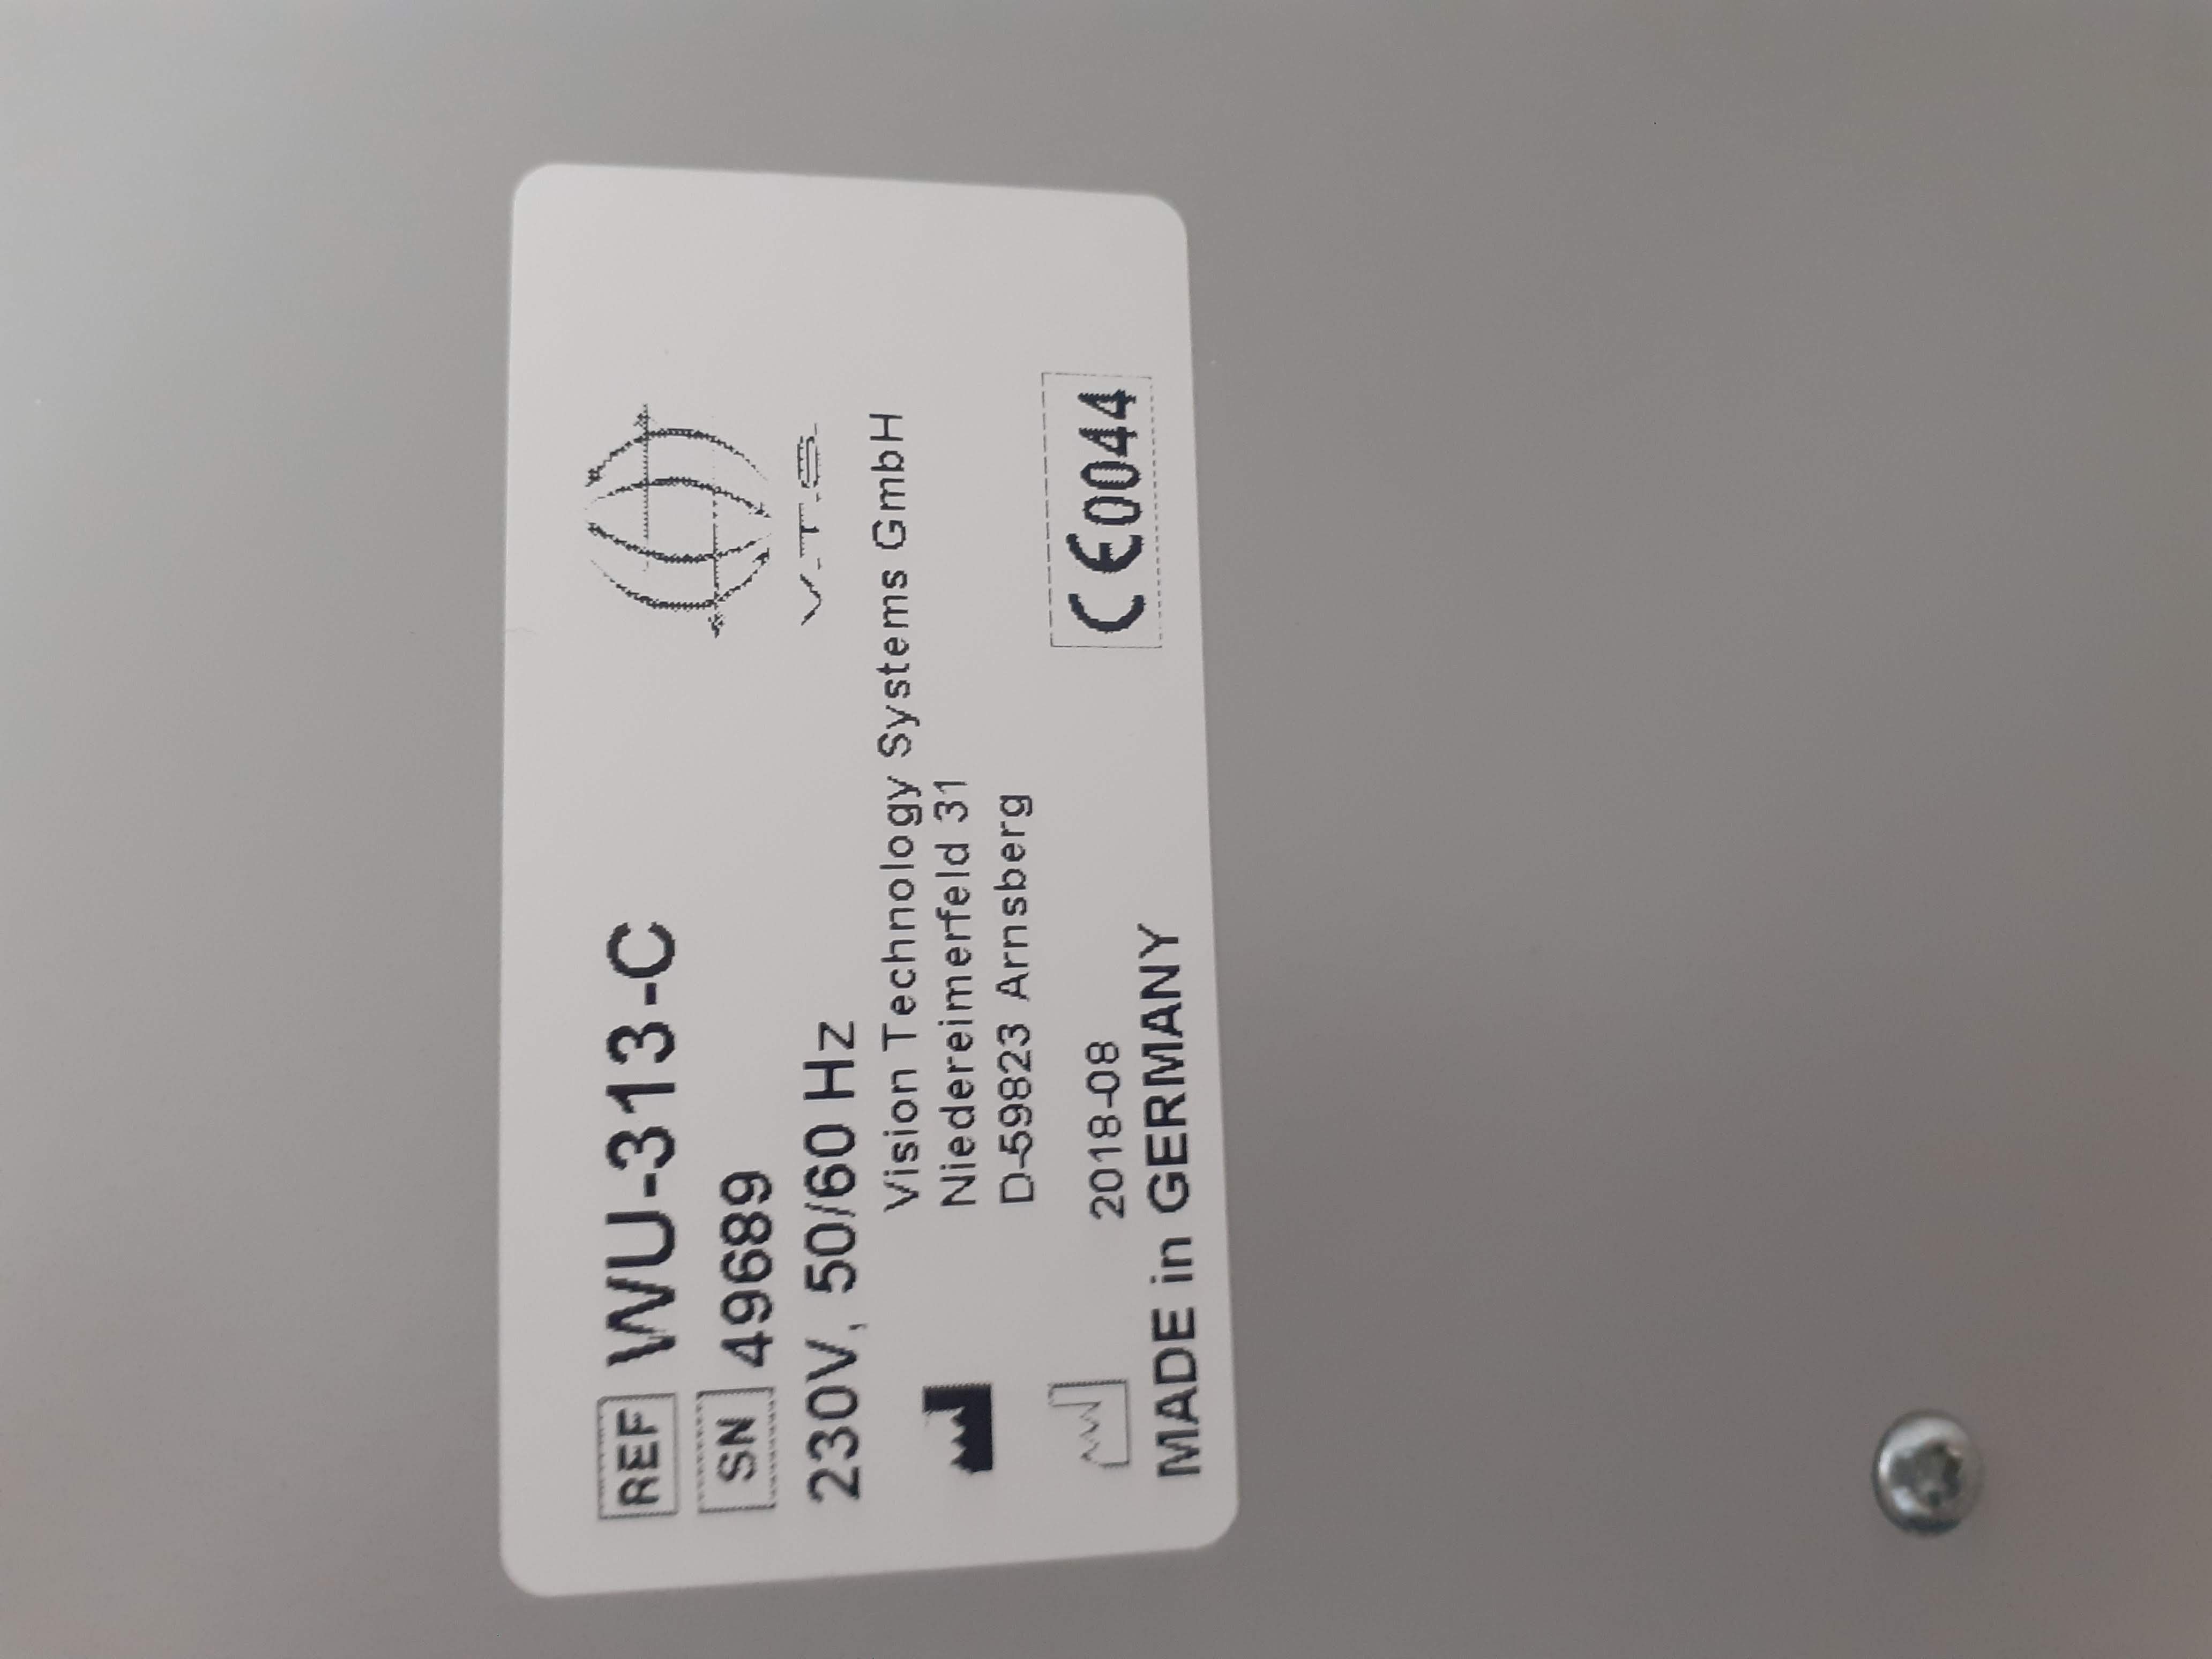 REF WU-313-C
SN 49689
230V, 50/60 Hz
V.T.S.
Vision Technology Systems GmbH
Niedereimerfeld 31
D-59823 Arnsberg
2018-08
CE0044
MADE in GERMANY